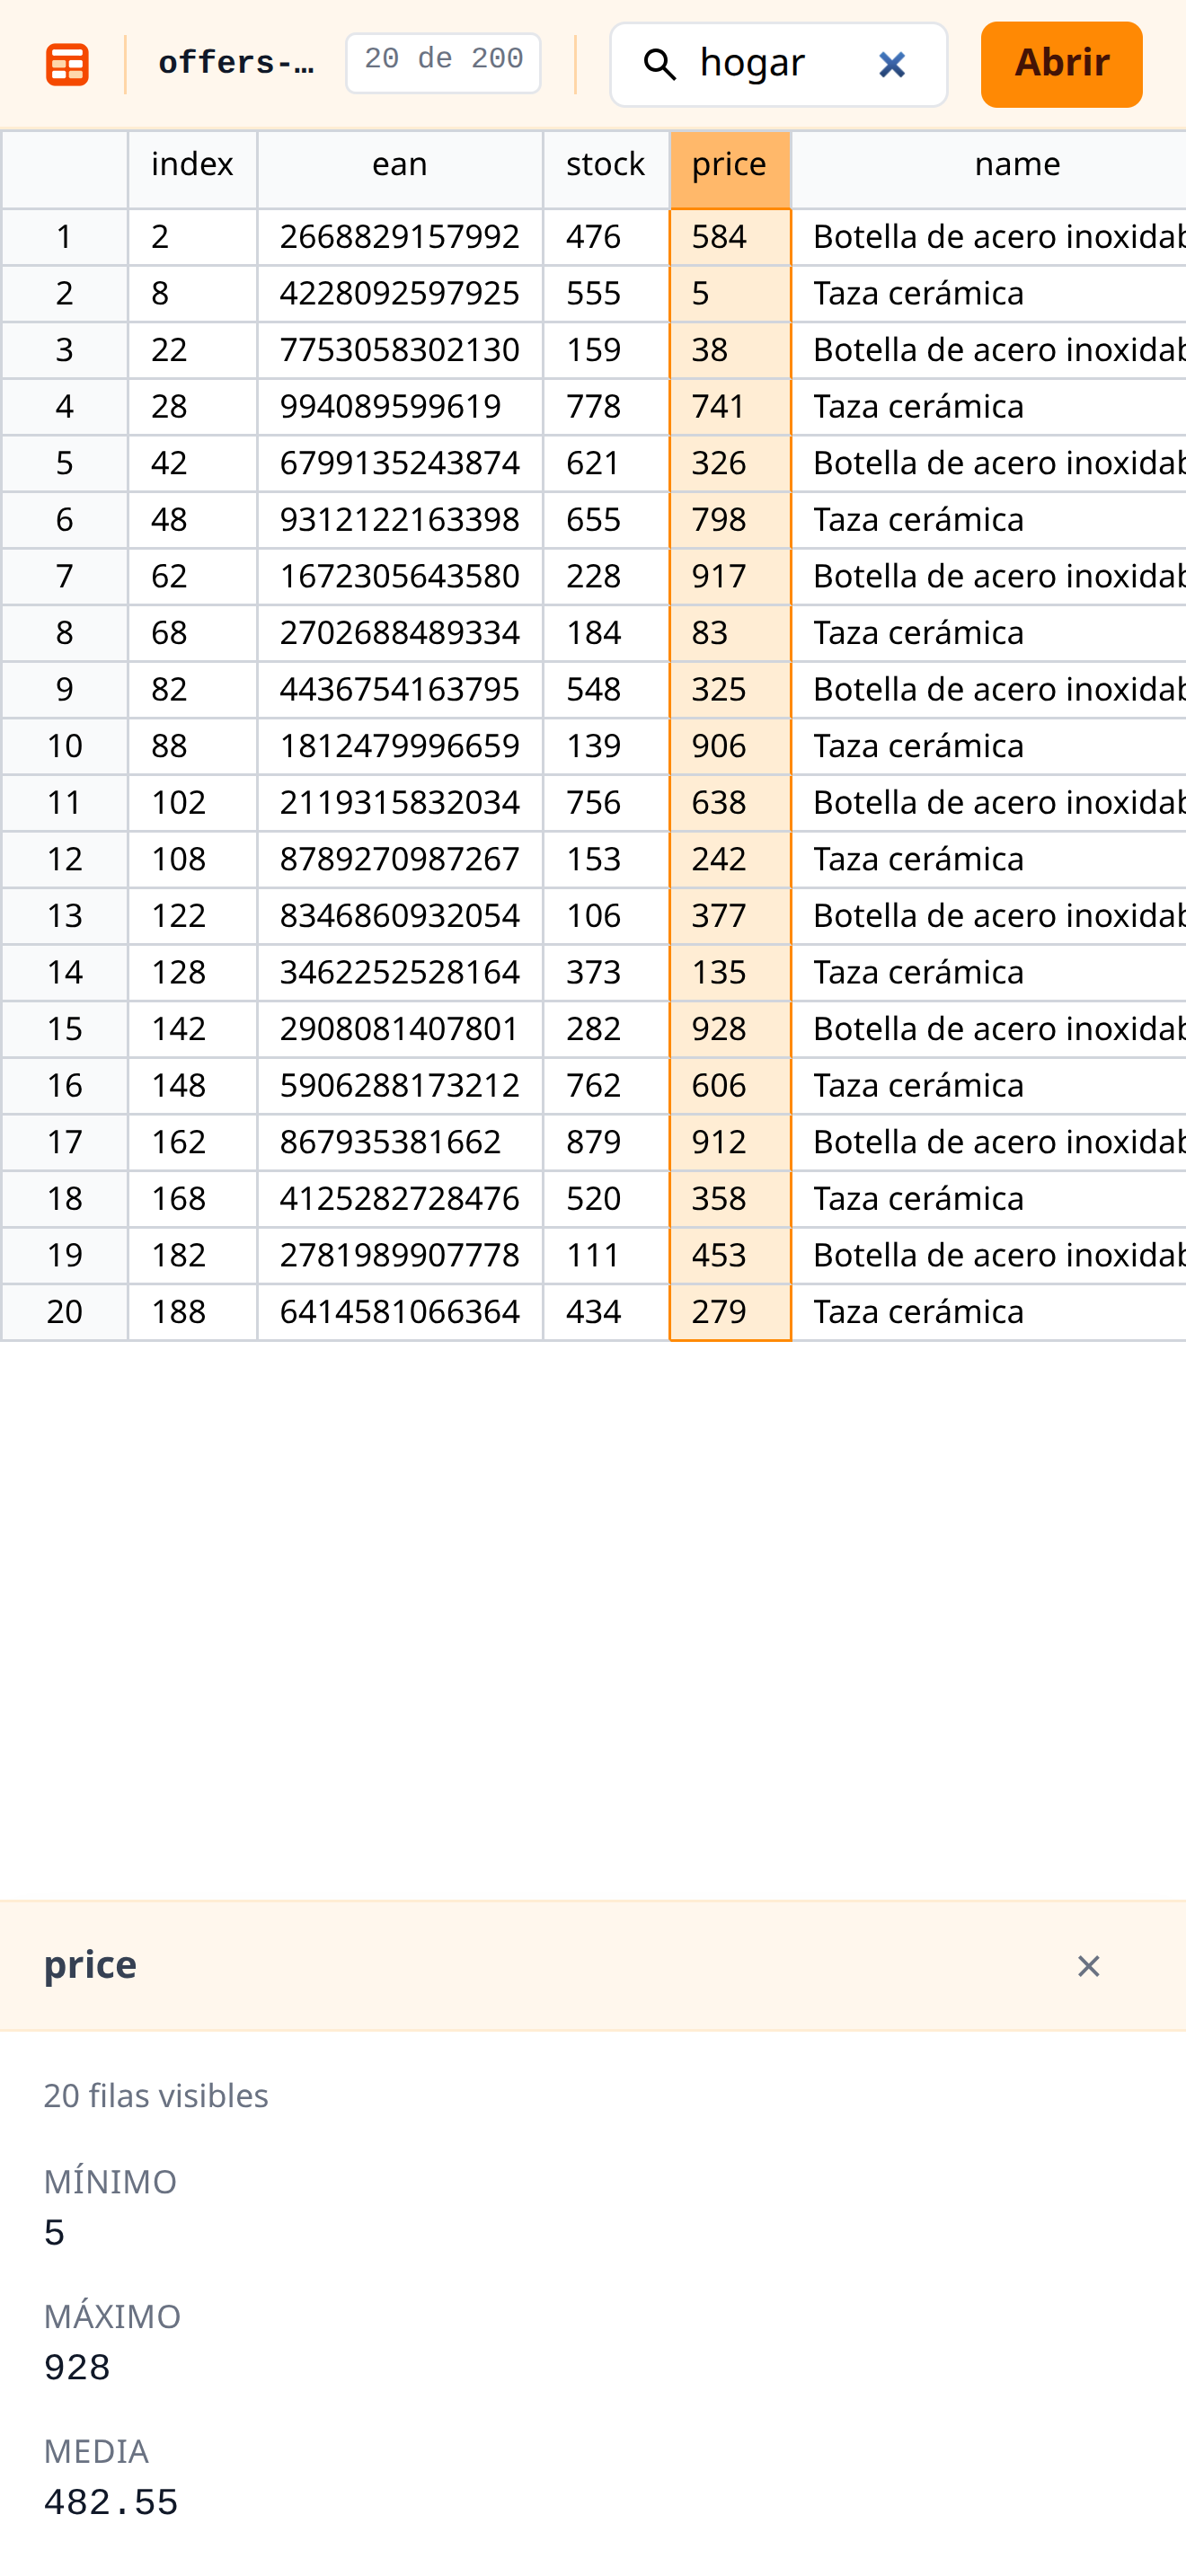 offers-… 20 de 200 hogar Abrir
index ean stock price name
1 2 2668829157992 476 584 Botella de acero inoxidab
2 8 4228092597925 555 5 Taza cerámica
3 22 7753058302130 159 38 Botella de acero inoxidab
4 28 994089599619 778 741 Taza cerámica
5 42 6799135243874 621 326 Botella de acero inoxidab
6 48 9312122163398 655 798 Taza cerámica
7 62 1672305643580 228 917 Botella de acero inoxidab
8 68 2702688489334 184 83 Taza cerámica
9 82 4436754163795 548 325 Botella de acero inoxidab
10 88 1812479996659 139 906 Taza cerámica
11 102 2119315832034 756 638 Botella de acero inoxidab
12 108 8789270987267 153 242 Taza cerámica
13 122 8346860932054 106 377 Botella de acero inoxidab
14 128 3462252528164 373 135 Taza cerámica
15 142 2908081407801 282 928 Botella de acero inoxidab
16 148 5906288173212 762 606 Taza cerámica
17 162 867935381662 879 912 Botella de acero inoxidab
18 168 4125282728476 520 358 Taza cerámica
19 182 2781989907778 111 453 Botella de acero inoxidab
20 188 6414581066364 434 279 Taza cerámica
price
20 filas visibles
MÍNIMO
5
MÁXIMO
928
MEDIA
482.55